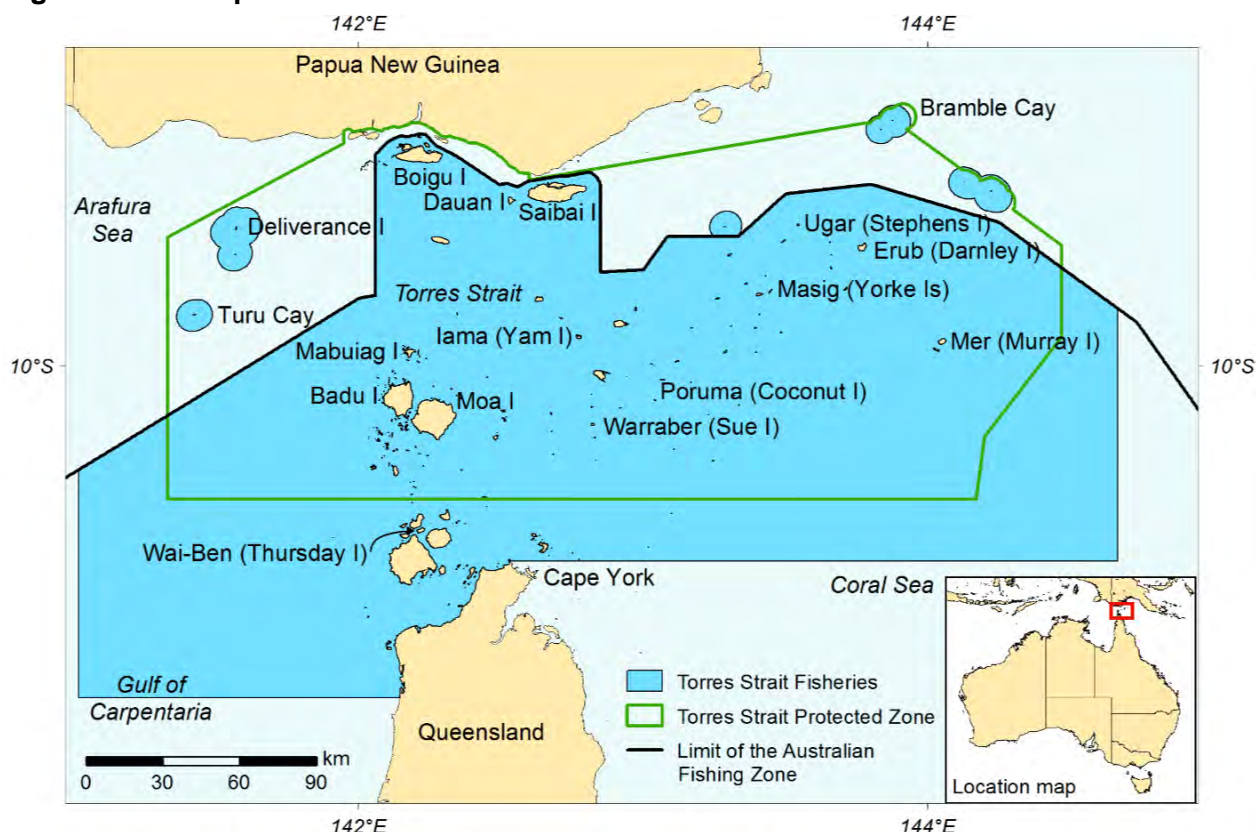 142°E
144°E
Papua New Guinea
Bramble Cay
Boigu I
Dauan I
Saibai I
Arafura
Sea
Deliverance I
Ugar (Stephens I)
Erub (Darnley I)
Torres Strait
Masig (Yorke Is)
Turu Cay
Iama (Yam I)
Mer (Murray I)
Mabuiag I
10°S
10°S
Badu I
Moa I
Poruma (Coconut I)
Warraber (Sue I)
Wai-Ben (Thursday I)
Cape York
Coral Sea
Gulf of
Carpentaria
Queensland
Torres Strait Fisheries
Torres Strait Protected Zone
Limit of the Australian
Fishing Zone
km
0 30 60 90
Location map
142°E
144°E